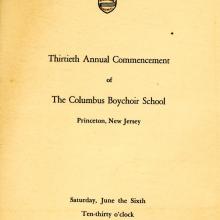 Thirtieth Annual Commencement
of
The Columbus Boychoir School
Princeton, New Jersey
Saturday, June the Sixth
Ten-thirty o'clock